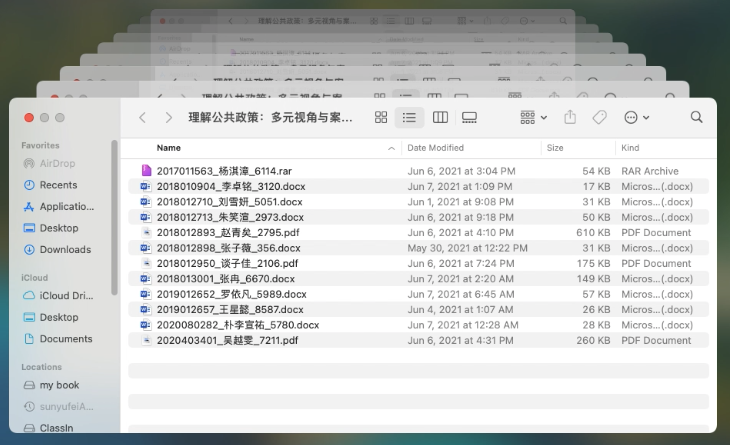 理解公共政策：多元视角与案
理解公共政策：多元视角与案...
Favorites
AirDrop
Recents
Applicatio...
Desktop
Downloads
iCloud
iCloud Dri...
Desktop
Documents
Locations
my book
sunyufeiA...
ClassIn
Name Date Modified Size Kind
2017011563_杨淇漳_6114.rar Jun 6, 2021 at 3:04 PM 54 KB RAR Archive
2018010904_李卓铭_3120.docx Jun 7, 2021 at 1:09 PM 17 KB Micros...(.docx)
2018012710_刘雪妍_5051.docx Jun 1, 2021 at 9:08 PM 31 KB Micros...(.docx)
2018012713_朱笑渲_2973.docx Jun 6, 2021 at 9:18 PM 50 KB Micros...(.docx)
2018012893_赵青矣_2795.pdf Jun 6, 2021 at 4:10 PM 610 KB PDF Document
2018012898_张子薇_356.docx May 30, 2021 at 12:22 PM 31 KB Micros...(.docx)
2018012950_谈子佳_2106.pdf Jun 6, 2021 at 7:24 PM 175 KB PDF Document
2018013001_张冉_6670.docx Jun 7, 2021 at 2:20 AM 149 KB Micros...(.docx)
2019012652_罗依凡_5989.docx Jun 7, 2021 at 6:45 AM 57 KB Micros...(.docx)
2019012657_王星懿_8587.docx Jun 4, 2021 at 1:07 AM 26 KB Micros...(.docx)
2020080282_朴李宣祐_5780.docx Jun 7, 2021 at 12:28 AM 28 KB Micros...(.docx)
2020403401_吴越雯_7211.pdf Jun 6, 2021 at 4:31 PM 260 KB PDF Document